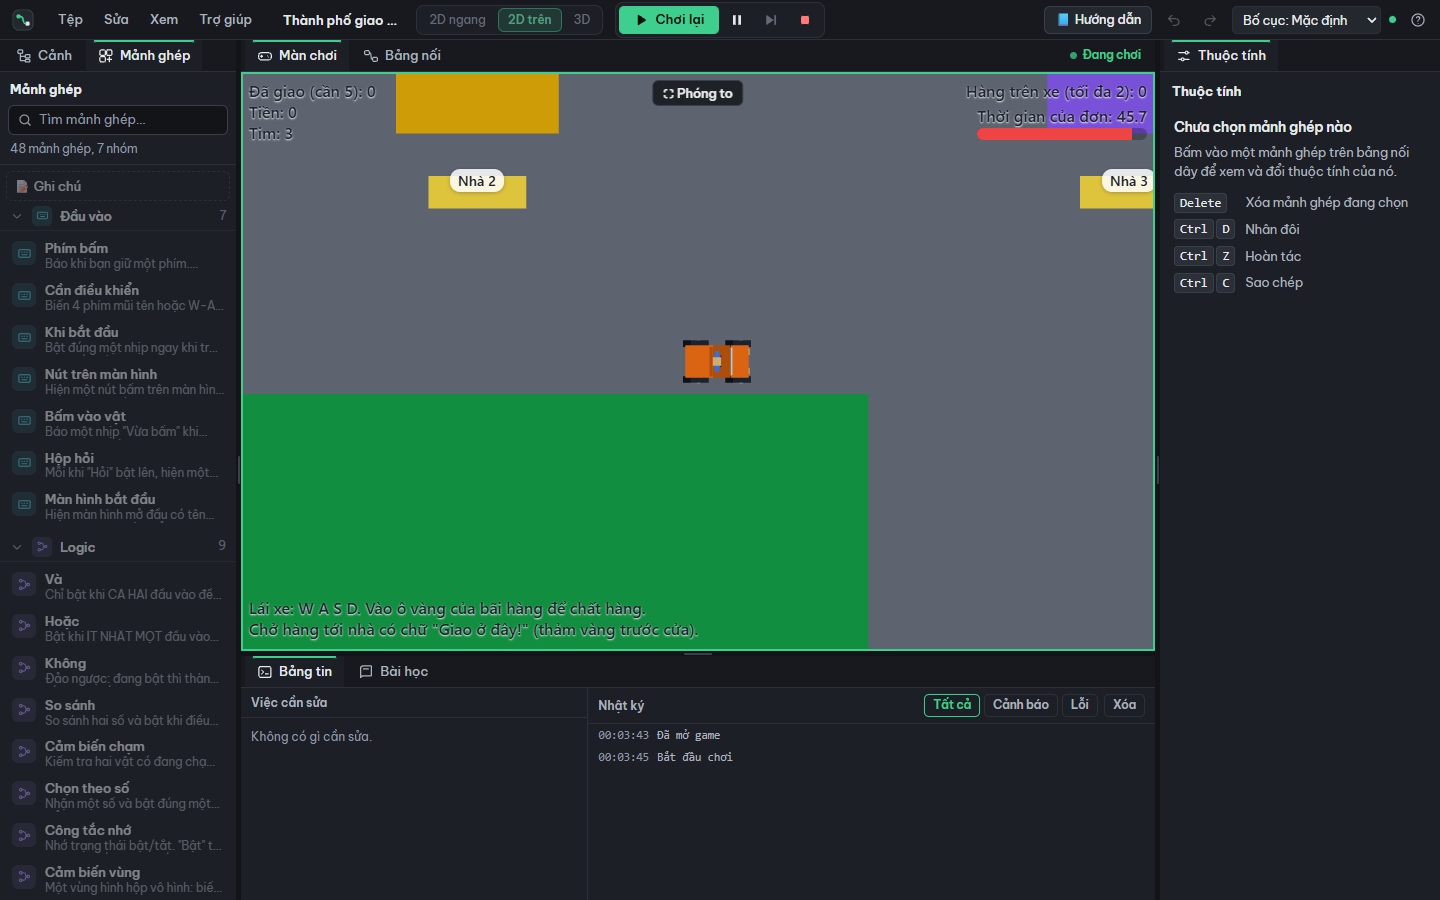 Tệp
Sửa
Xem
Trợ giúp
Thành phố giao ...
2D ngang
2D trên
3D
Chơi lại
Hướng dẫn
Bố cục: Mặc định
Cảnh
Mảnh ghép
Màn chơi
Bảng nối
Đang chơi
Thuộc tính
Mảnh ghép
Tìm mảnh ghép...
48 mảnh ghép, 7 nhóm
Ghi chú
Đầu vào
7
Phím bấm
Báo khi bạn giữ một phím....
Cần điều khiển
Biến 4 phím mũi tên hoặc W-A...
Khi bắt đầu
Bật đúng một nhịp ngay khi tr...
Nút trên màn hình
Hiện một nút bấm trên màn hìn...
Bấm vào vật
Báo một nhịp "Vừa bấm" khi...
Hộp hỏi
Mỗi khi "Hỏi" bật lên, hiện một...
Màn hình bắt đầu
Hiện màn hình mở đầu có tên...
Logic
9
Và
Chỉ bật khi CẢ HAI đầu vào đề...
Hoặc
Bật khi ÍT NHẤT MỘT đầu vào...
Không
Đảo ngược: đang bật thì thàn...
So sánh
So sánh hai số và bật khi điều...
Cảm biến chạm
Kiểm tra hai vật có đang chạ...
Chọn theo số
Nhận một số và bật đúng một...
Công tắc nhớ
Nhớ trạng thái bật/tắt. "Bật" t...
Cảm biến vùng
Một vùng hình hộp vô hình: biế...
Đã giao (cần 5): 0
Tiền: 0
Tim: 3
Phóng to
Hàng trên xe (tối đa 2): 0
Thời gian của đơn: 45.7
Nhà 2
Nhà 3
Lái xe: W A S D. Vào ô vàng của bãi hàng để chất hàng.
Chở hàng tới nhà có chữ "Giao ở đây!" (thảm vàng trước cửa).
Bảng tin
Bài học
Việc cần sửa
Không có gì cần sửa.
Nhật ký
Tất cả
Cảnh báo
Lỗi
Xóa
00:03:43 Đã mở game
00:03:45 Bắt đầu chơi
Thuộc tính
Chưa chọn mảnh ghép nào
Bấm vào một mảnh ghép trên bảng nối
dây để xem và đổi thuộc tính của nó.
Delete Xóa mảnh ghép đang chọn
Ctrl D Nhân đôi
Ctrl Z Hoàn tác
Ctrl C Sao chép